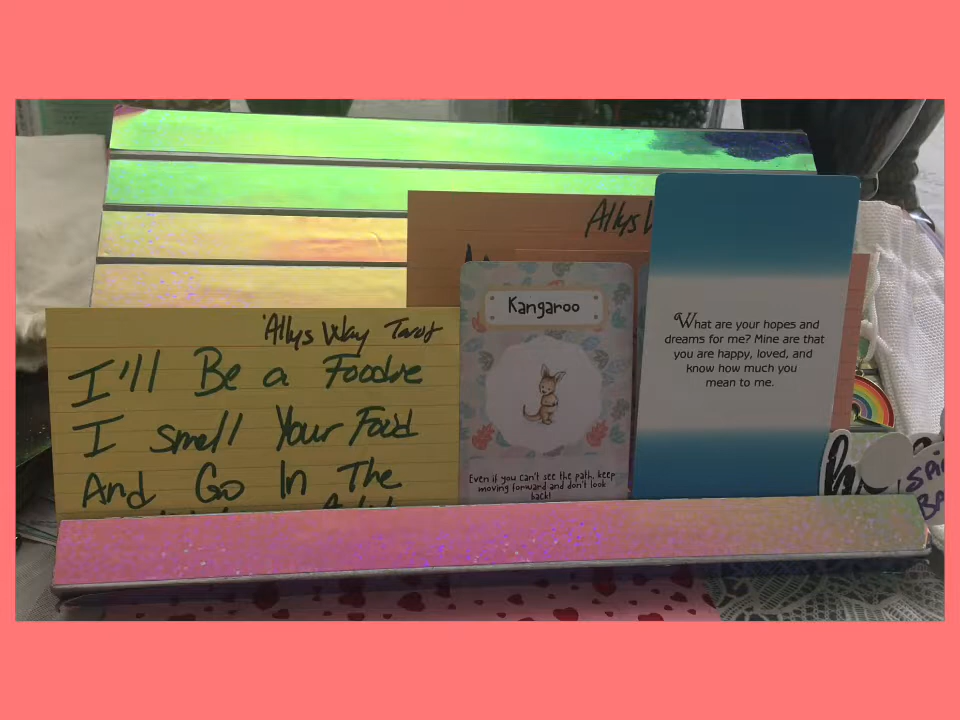 Allys
'Allys Way Tarot
I'll Be a Foodie
I smell Your Food
And Go In The
Kangaroo
Even if you can't see the path, keep
moving forward and don't look
back!
What are your hopes and
dreams for me? Mine are that
you are happy, loved, and
know how much you
mean to me.